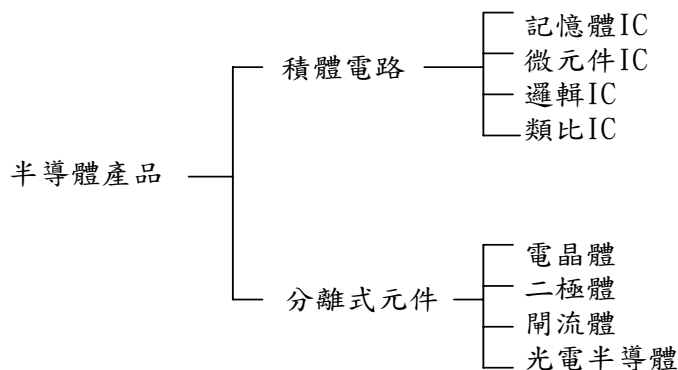 半導體產品
積體電路
記憶體IC
微元件IC
邏輯IC
類比IC
分離式元件
電晶體
二極體
閘流體
光電半導體